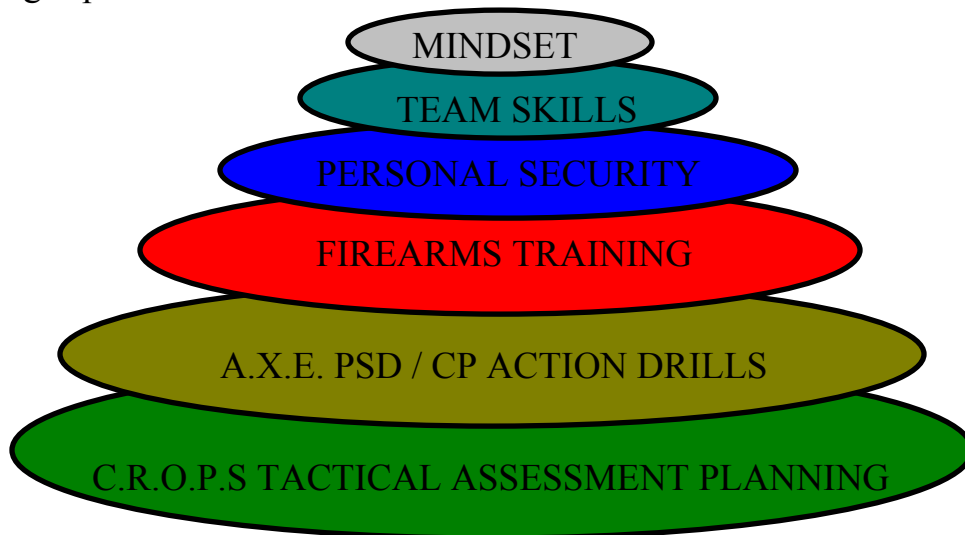 MINDSET
TEAM SKILLS
PERSONAL SECURITY
FIREARMS TRAINING
A.X.E. PSD / CP ACTION DRILLS
C.R.O.P.S TACTICAL ASSESSMENT PLANNING